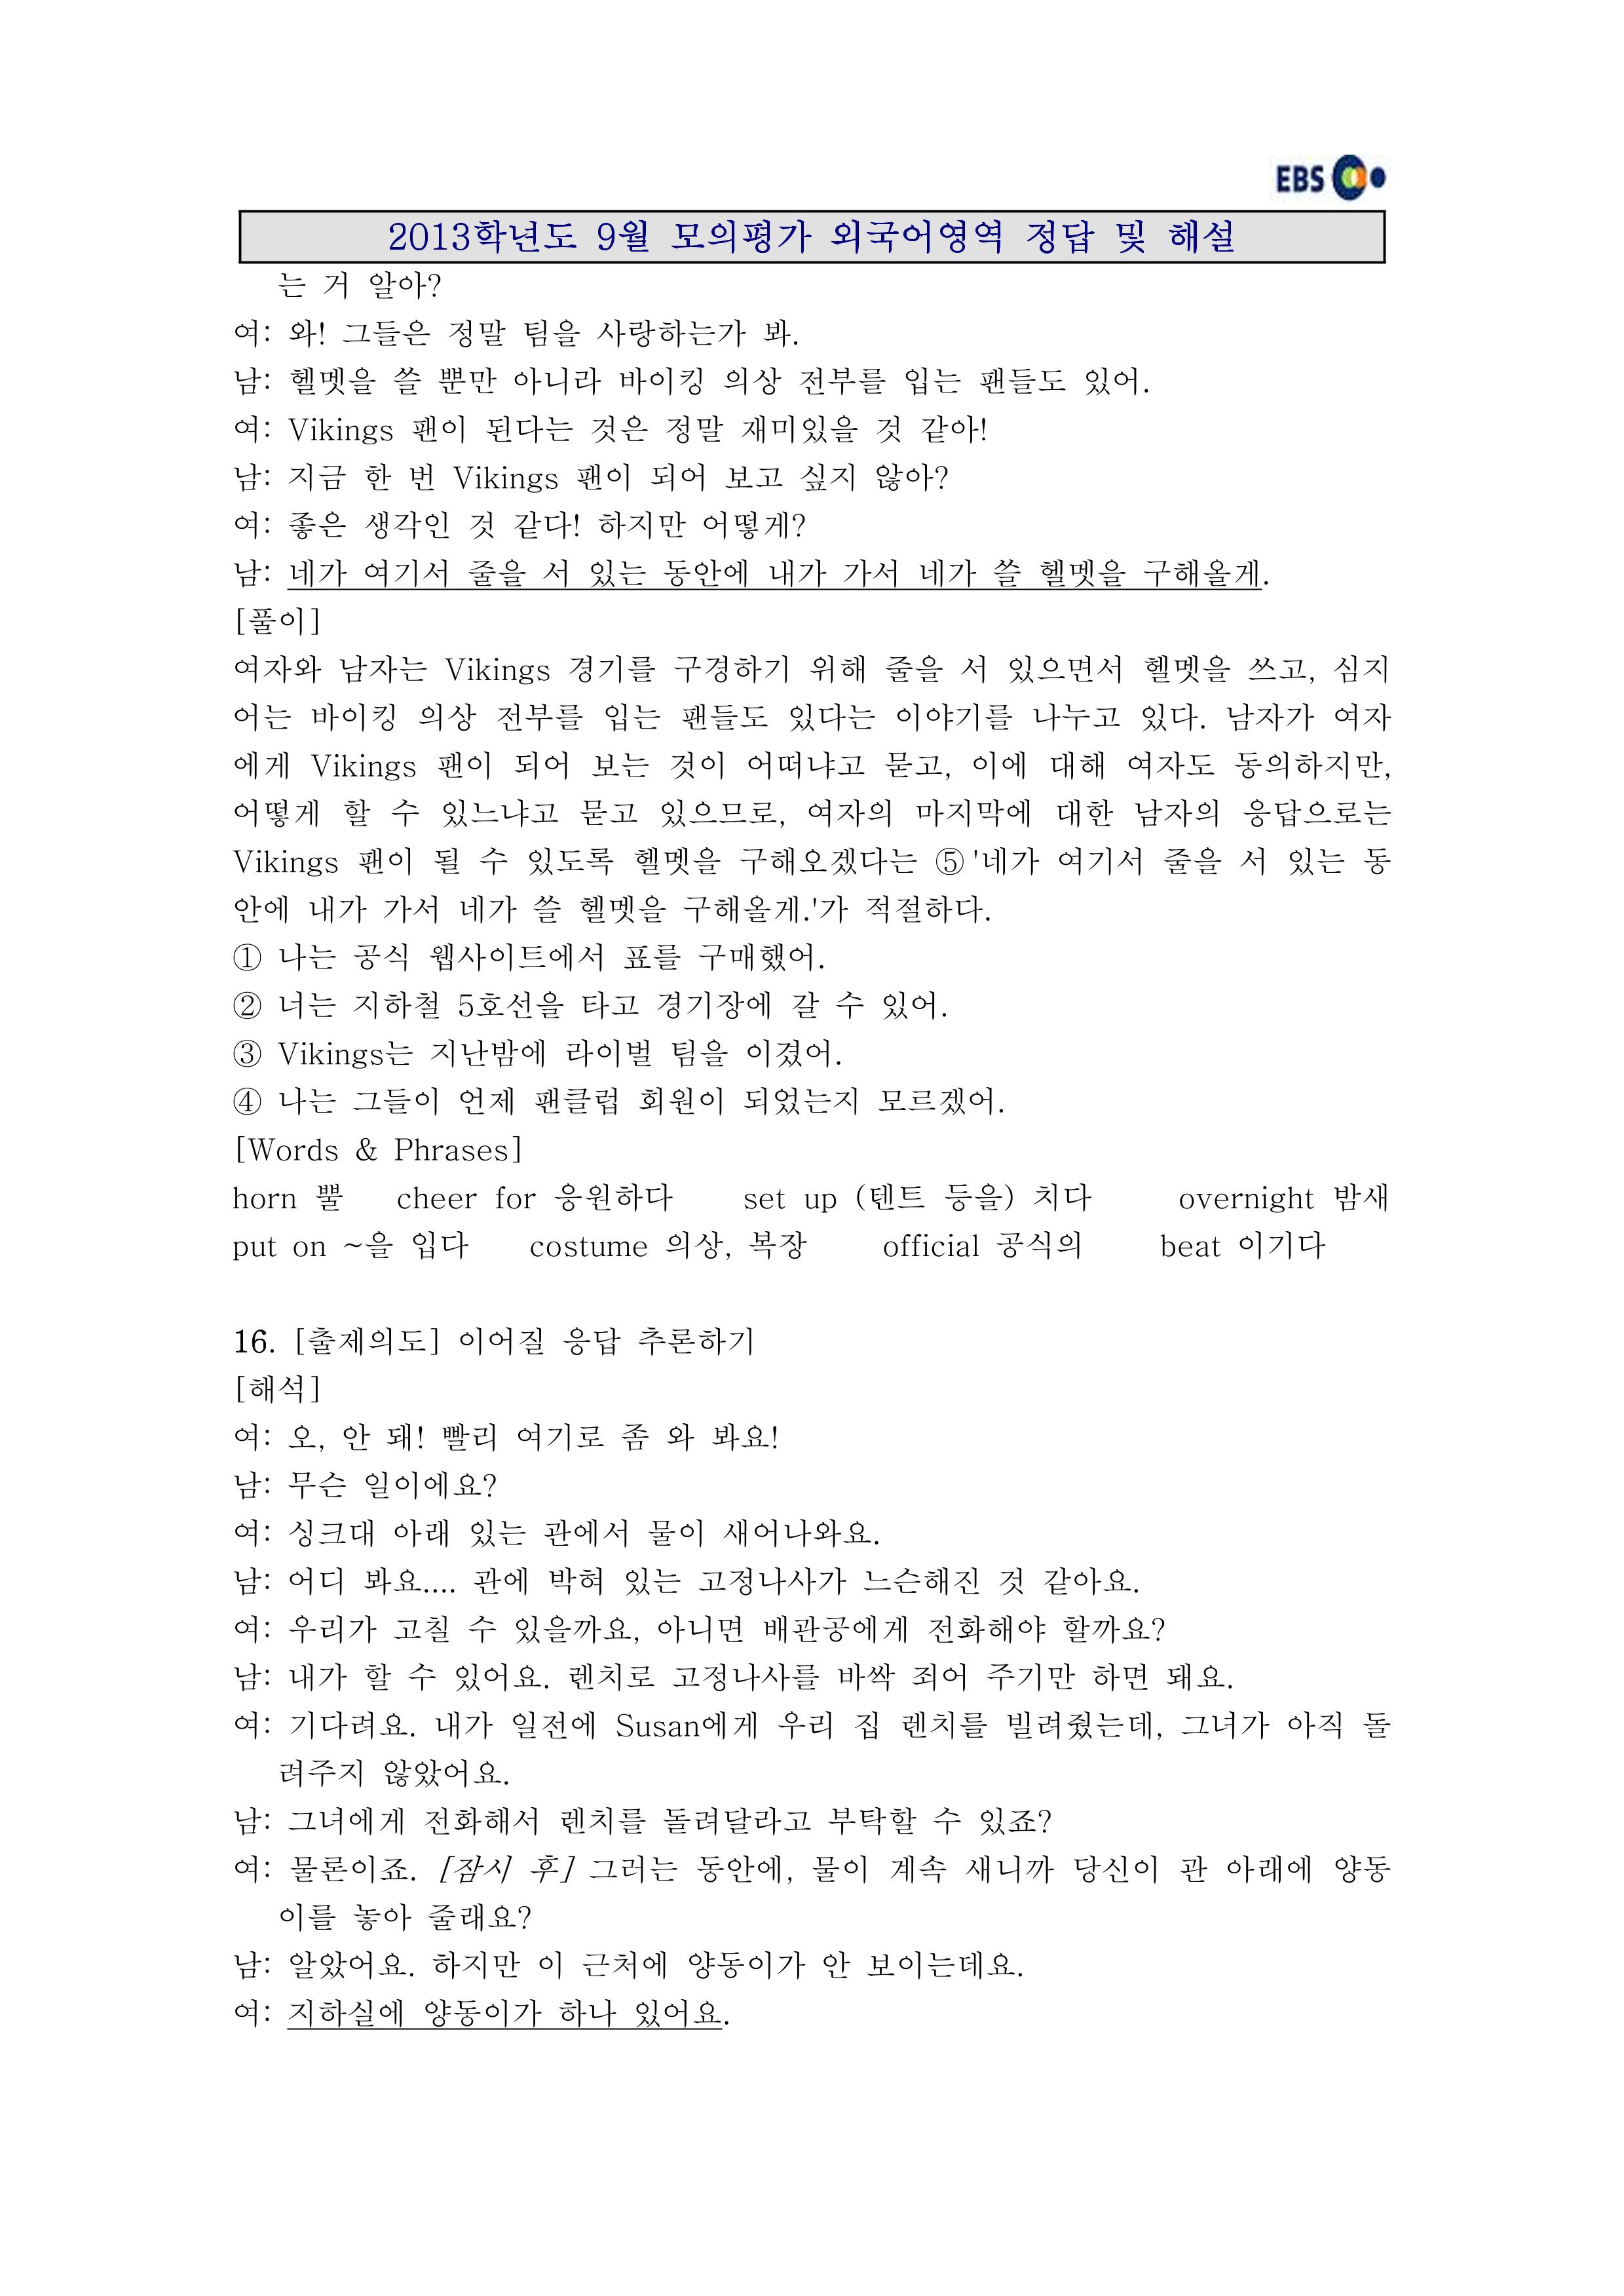 EBS
2013학년도 9월 모의평가 외국어영역 정답 및 해설
는 거 알아?
여: 와! 그들은 정말 팀을 사랑하는가 봐.
남: 헬멧을 쓸 뿐만 아니라 바이킹 의상 전부를 입는 팬들도 있어.
여: Vikings 팬이 된다는 것은 정말 재미있을 것 같아!
남: 지금 한 번 Vikings 팬이 되어 보고 싶지 않아?
여: 좋은 생각인 것 같다! 하지만 어떻게?
남: 네가 여기서 줄을 서 있는 동안에 내가 가서 네가 쓸 헬멧을 구해올게.
[풀이]
여자와 남자는 Vikings 경기를 구경하기 위해 줄을 서 있으면서 헬멧을 쓰고, 심지
어는 바이킹 의상 전부를 입는 팬들도 있다는 이야기를 나누고 있다. 남자가 여자
에게 Vikings 팬이 되어 보는 것이 어떠냐고 묻고, 이에 대해 여자도 동의하지만,
어떻게 할 수 있느냐고 묻고 있으므로, 여자의 마지막에 대한 남자의 응답으로는
Vikings 팬이 될 수 있도록 헬멧을 구해오겠다는 ⑤ '네가 여기서 줄을 서 있는 동
안에 내가 가서 네가 쓸 헬멧을 구해올게.'가 적절하다.
① 나는 공식 웹사이트에서 표를 구매했어.
② 너는 지하철 5호선을 타고 경기장에 갈 수 있어.
③ Vikings는 지난밤에 라이벌 팀을 이겼어.
④ 나는 그들이 언제 팬클럽 회원이 되었는지 모르겠어.
[Words & Phrases]
horn 뿔 cheer for 응원하다 set up (텐트 등을) 치다 overnight 밤새
put on ~을 입다 costume 의상, 복장 official 공식의 beat 이기다
16. [출제의도] 이어질 응답 추론하기
[해석]
여: 오, 안 돼! 빨리 여기로 좀 와 봐요!
남: 무슨 일이에요?
여: 싱크대 아래 있는 관에서 물이 새어나와요.
남: 어디 봐요.... 관에 박혀 있는 고정나사가 느슨해진 것 같아요.
여: 우리가 고칠 수 있을까요, 아니면 배관공에게 전화해야 할까요?
남: 내가 할 수 있어요. 렌치로 고정나사를 바싹 죄어 주기만 하면 돼요.
여: 기다려요. 내가 일전에 Susan에게 우리 집 렌치를 빌려줬는데, 그녀가 아직 돌
려주지 않았어요.
남: 그녀에게 전화해서 렌치를 돌려달라고 부탁할 수 있죠?
여: 물론이죠. [잠시 후] 그러는 동안에, 물이 계속 새니까 당신이 관 아래에 양동
이를 놓아 줄래요?
남: 알았어요. 하지만 이 근처에 양동이가 안 보이는데요.
여: 지하실에 양동이가 하나 있어요.